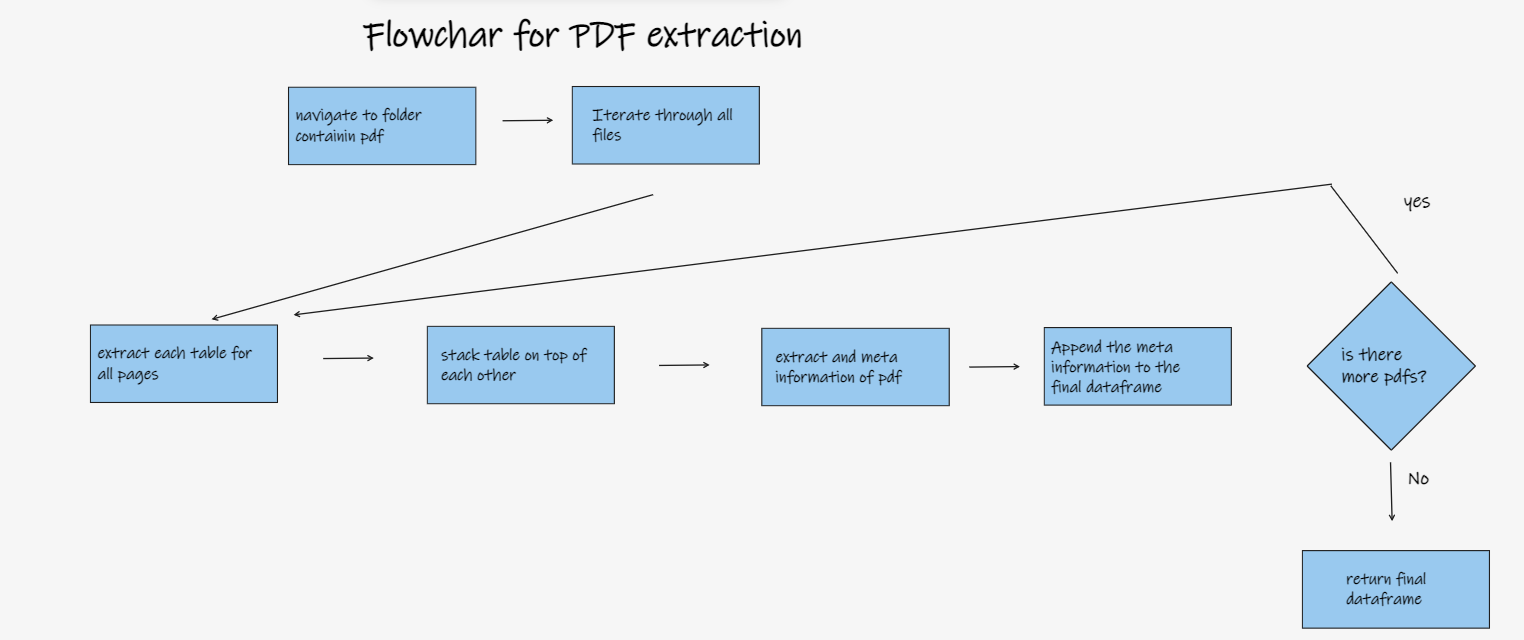 Flowchar for PDF extraction
navigate to folder
containin pdf
Iterate through all
files
yes
extract each table for
all pages
stack table on top of
each other
extract and meta
information of pdf
Append the meta
information to the
final dataframe
is there
more pdfs?
No
return final
dataframe